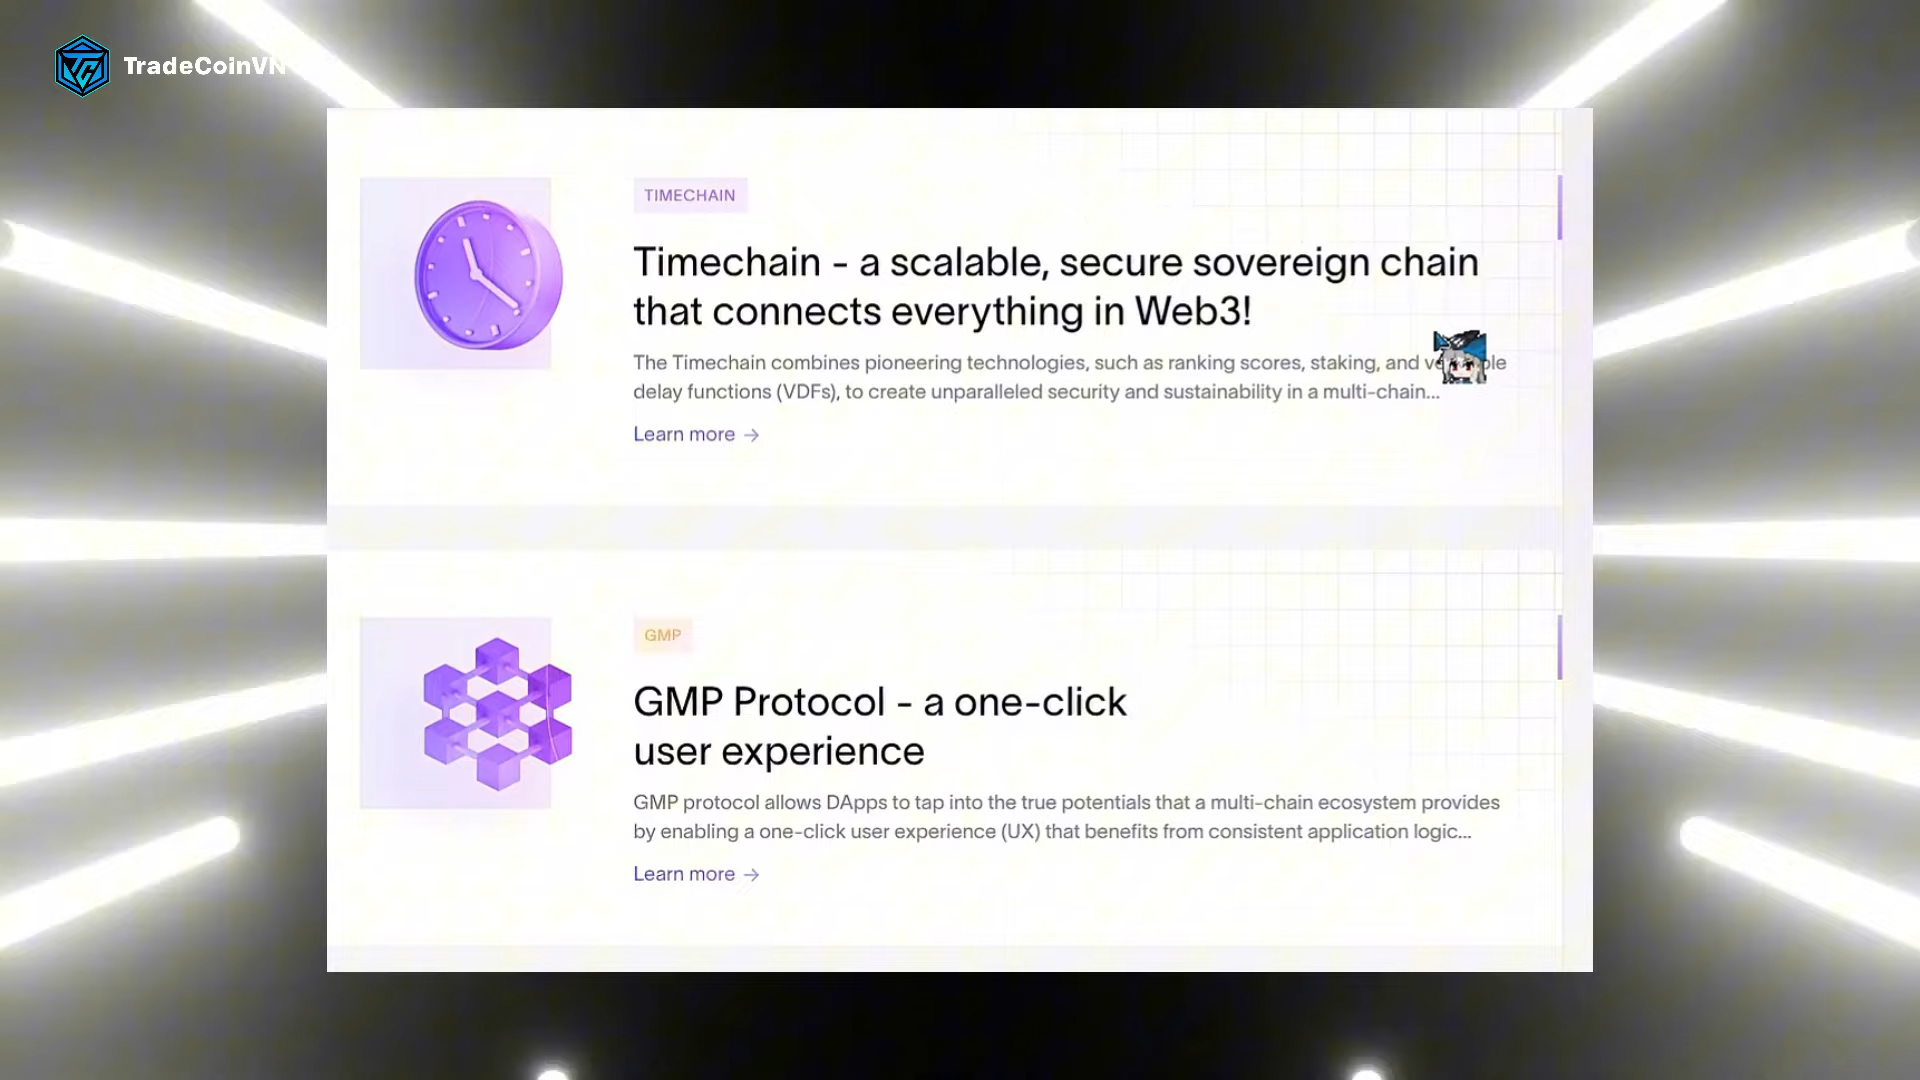 TradeCoinVN
TIMECHAIN
Timechain - a scalable, secure sovereign chain
that connects everything in Web3!
The Timechain combines pioneering technologies, such as ranking scores, staking, and
delay functions (VDFs), to create unparalleled security and sustainability in a multi-chain...
Learn more →
GMP
GMP Protocol - a one-click
user experience
GMP protocol allows DApps to tap into the true potentials that a multi-chain ecosystem provides
by enabling a one-click user experience (UX) that benefits from consistent application logic...
Learn more →